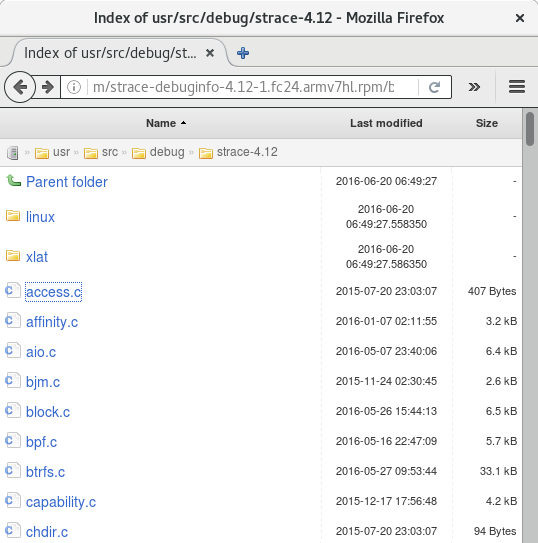 Index of usr/src/debug/strace-4.12 - Mozilla Firefox
Index of usr/src/debug/st...
m/strace-debuginfo-4.12-1.fc24.armv7hl.rpm/b
Name Last modified Size
usr » src » debug » strace-4.12
Parent folder 2016-06-20 06:49:27 -
linux 2016-06-20 06:49:27.558350 -
xlat 2016-06-20 06:49:27.586350 -
access.c 2015-07-20 23:03:07 407 Bytes
affinity.c 2016-01-07 02:11:55 3.2 kB
aio.c 2016-05-07 23:40:06 6.4 kB
bjm.c 2015-11-24 02:30:45 2.6 kB
block.c 2016-05-26 15:44:13 6.5 kB
bpf.c 2016-05-16 22:47:09 5.7 kB
btrfs.c 2016-05-27 09:53:44 33.1 kB
capability.c 2015-12-17 17:56:48 4.2 kB
chdir.c 2015-07-20 23:03:07 94 Bytes